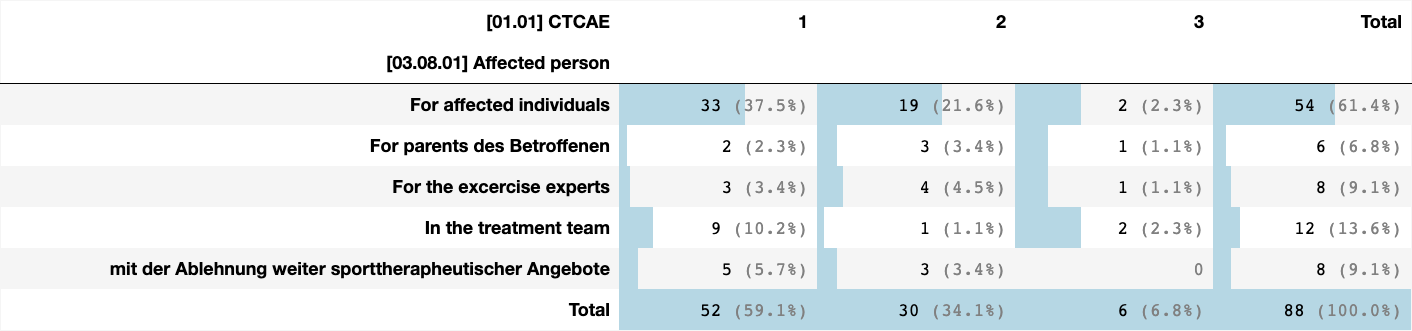 [01.01] CTCAE 1 2 3 Total
[03.08.01] Affected person
For affected individuals 33 (37.5%) 19 (21.6%) 2 (2.3%) 54 (61.4%)
For parents des Betroffenen 2 (2.3%) 3 (3.4%) 1 (1.1%) 6 (6.8%)
For the excercise experts 3 (3.4%) 4 (4.5%) 1 (1.1%) 8 (9.1%)
In the treatment team 9 (10.2%) 1 (1.1%) 2 (2.3%) 12 (13.6%)
mit der Ablehnung weiter sporttherapheutischer Angebote 5 (5.7%) 3 (3.4%) 0 8 (9.1%)
Total 52 (59.1%) 30 (34.1%) 6 (6.8%) 88 (100.0%)